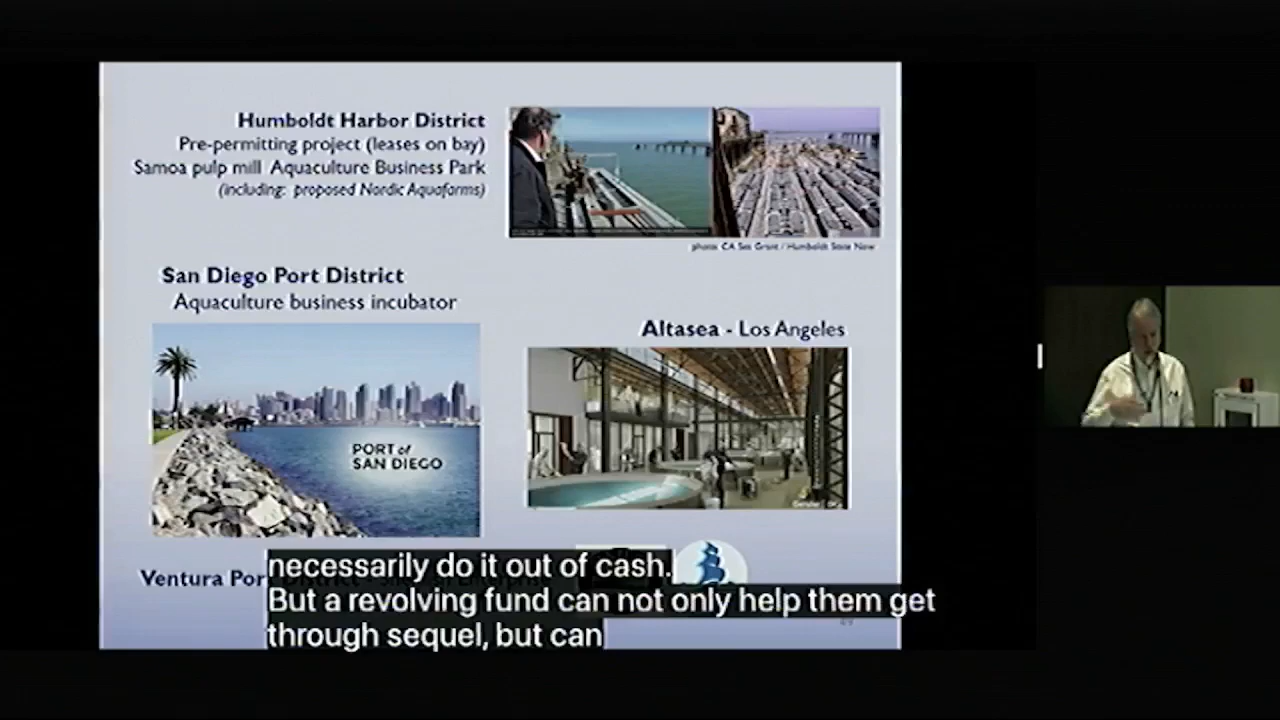 Humboldt Harbor District
Pre-permitting project (leases on bay)
Samoa pulp mill Aquaculture Business Park
(including: proposed Nordic Aquafarms)
photos CA Sea Grant / Humboldt State Now
San Diego Port District
Aquaculture business incubator
PORT of
SAN DIEGO
Altasea - Los Angeles
Ventura Port District -
necessarily do it out of cash.
But a revolving fund can not only help them get
through sequel, but can